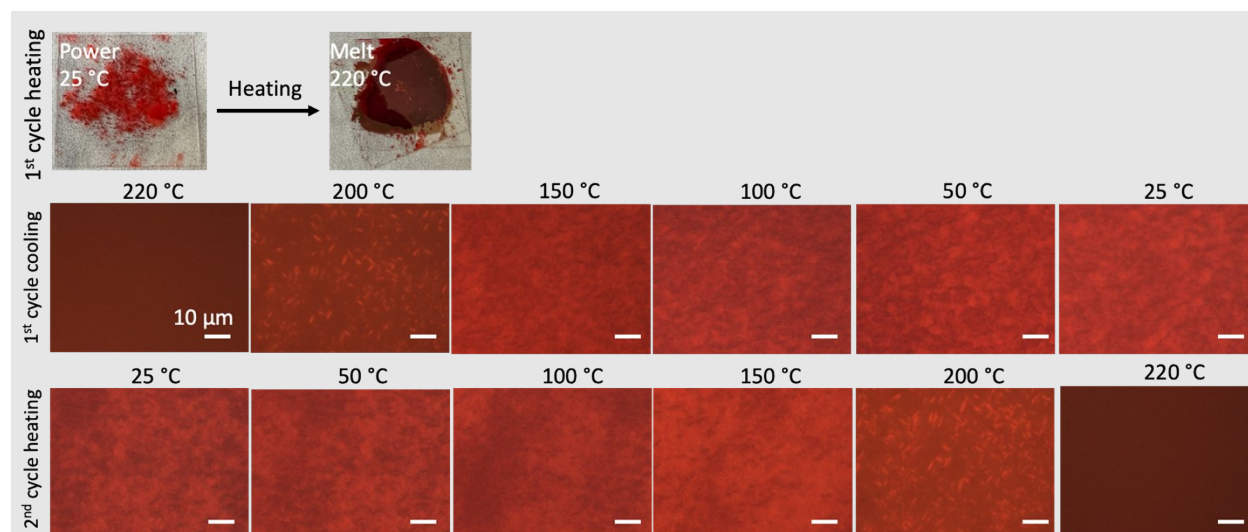 1st cycle heating
Power
25 °C
Heating
Melt
220 °C
1st cycle cooling
220 °C
200 °C
150 °C
100 °C
50 °C
25 °C
10 μm
2nd cycle heating
25 °C
50 °C
100 °C
150 °C
200 °C
220 °C